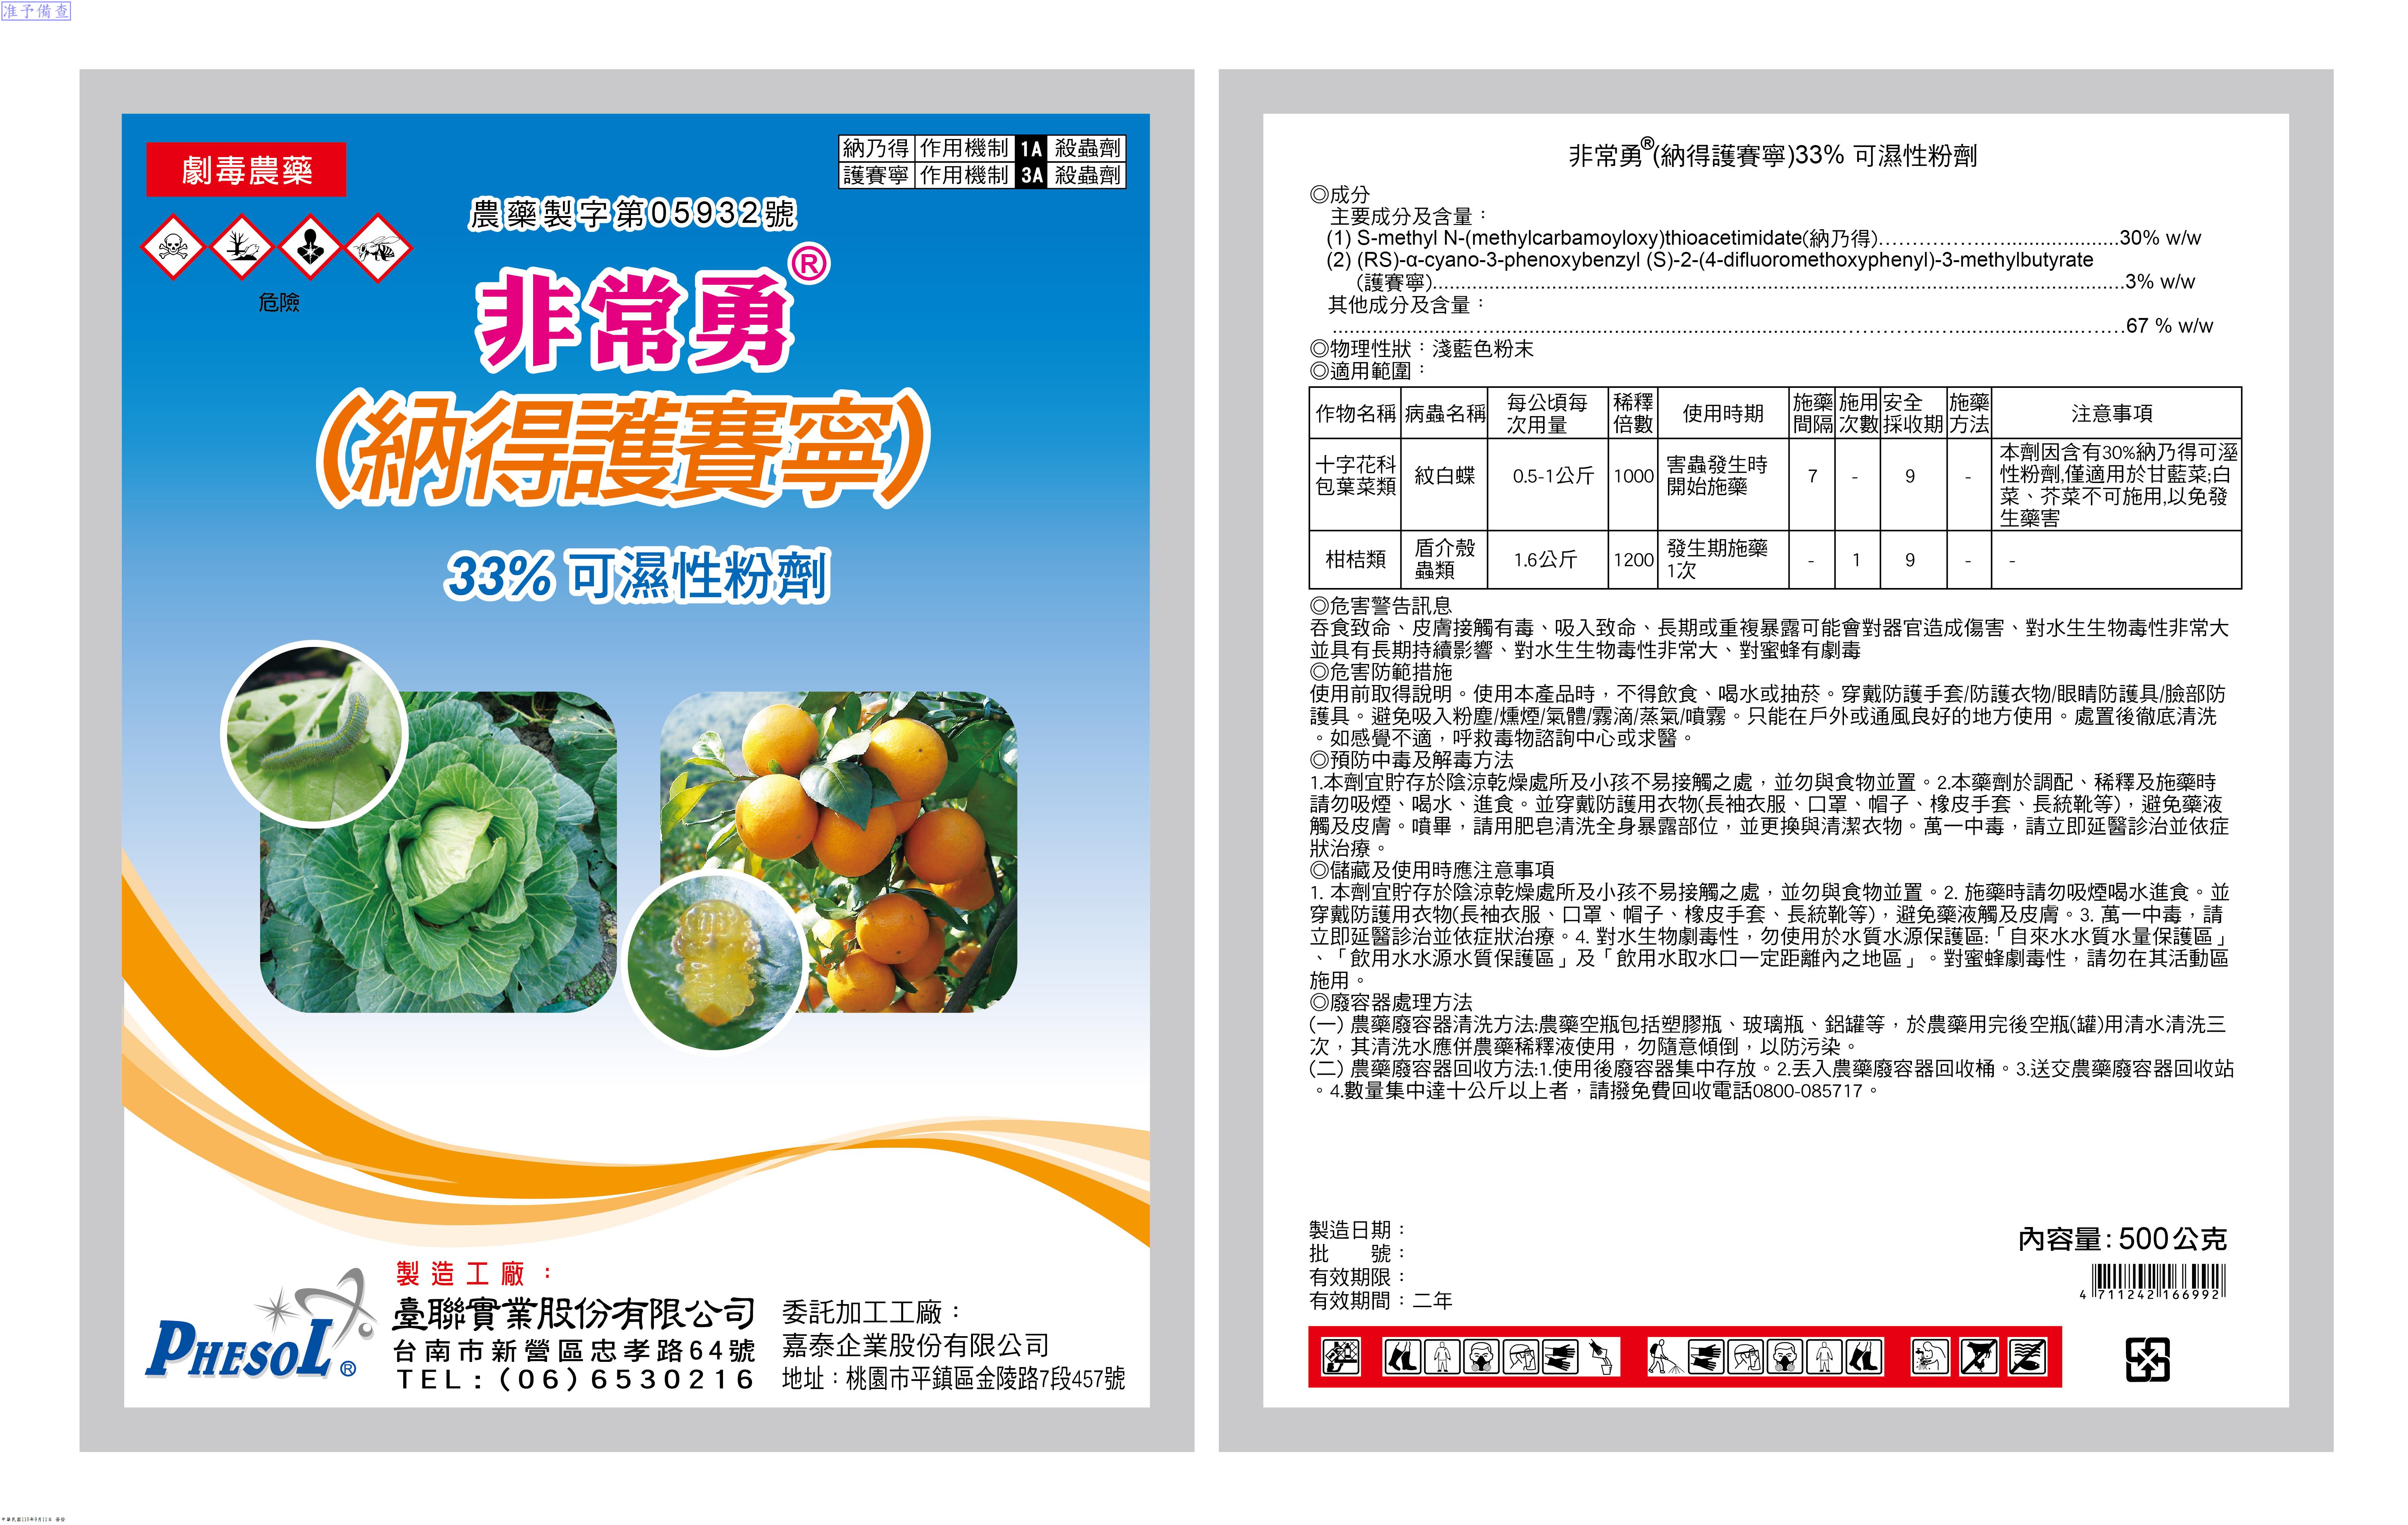 准予備查
劇毒農藥
納乃得 作用機制 1A 殺蟲劑
護賽寧 作用機制 3A 殺蟲劑
農藥製字第05932號
危險
非常勇®
(納得護賽寧)
33% 可濕性粉劑
PHESOL®
製造工廠：
臺聯實業股份有限公司
台南市新營區忠孝路64號
TEL:(06)6530216
委託加工工廠：
嘉泰企業股份有限公司
地址：桃園市平鎮區金陵路7段457號
非常勇®(納得護賽寧)33% 可濕性粉劑
◎成分
主要成分及含量：
(1) S-methyl N-(methylcarbamoyloxy)thioacetimidate(納乃得)..........30% w/w
(2) (RS)-α-cyano-3-phenoxybenzyl (S)-2-(4-difluoromethoxyphenyl)-3-methylbutyrate
(護賽寧)..........3% w/w
其他成分及含量：
..........67 % w/w
◎物理性狀：淺藍色粉末
◎適用範圍：
作物名稱 病蟲名稱 每公頃每次用量 稀釋倍數 使用時期 施藥間隔 施用次數 安全採收期 施藥方法 注意事項
十字花科包葉菜類 紋白蝶 0.5-1公斤 1000 害蟲發生時開始施藥 7 - 9 - 本劑因含有30%納乃得可溼性粉劑,僅適用於甘藍菜;白菜、芥菜不可施用,以免發生藥害
柑桔類 盾介殼蟲類 1.6公斤 1200 發生期施藥1次 - 1 9 - -
◎危害警告訊息
吞食致命、皮膚接觸有毒、吸入致命、長期或重複暴露可能會對器官造成傷害、對水生生物毒性非常大
並具有長期持續影響、對水生生物毒性非常大、對蜜蜂有劇毒
◎危害防範措施
使用前取得說明。使用本產品時，不得飲食、喝水或抽菸。穿戴防護手套/防護衣物/眼睛防護具/臉部防
護具。避免吸入粉塵/燻煙/氣體/霧滴/蒸氣/噴霧。只能在戶外或通風良好的地方使用。處置後徹底清洗
。如感覺不適，呼救毒物諮詢中心或求醫。
◎預防中毒及解毒方法
1.本劑宜貯存於陰涼乾燥處所及小孩不易接觸之處，並勿與食物並置。2.本藥劑於調配、稀釋及施藥時
請勿吸煙、喝水、進食。並穿戴防護用衣物(長袖衣服、口罩、帽子、橡皮手套、長統靴等)，避免藥液
觸及皮膚。噴畢，請用肥皂清洗全身暴露部位，並更換與清潔衣物。萬一中毒，請立即延醫診治並依症
狀治療。
◎儲藏及使用時應注意事項
1. 本劑宜貯存於陰涼乾燥處所及小孩不易接觸之處，並勿與食物並置。2. 施藥時請勿吸煙喝水進食。並
穿戴防護用衣物(長袖衣服、口罩、帽子、橡皮手套、長統靴等)，避免藥液觸及皮膚。3. 萬一中毒，請
立即延醫診治並依症狀治療。4. 對水生物劇毒性，勿使用於水質水源保護區:「自來水水質水量保護區」
、「飲用水水源水質保護區」及「飲用水取水口一定距離內之地區」。對蜜蜂劇毒性，請勿在其活動區
施用。
◎廢容器處理方法
(一) 農藥廢容器清洗方法:農藥空瓶包括塑膠瓶、玻璃瓶、鋁罐等，於農藥用完後空瓶(罐)用清水清洗三
次，其清洗水應併農藥稀釋液使用，勿隨意傾倒，以防污染。
(二) 農藥廢容器回收方法:1.使用後廢容器集中存放。2.丟入農藥廢容器回收桶。3.送交農藥廢容器回收站
。4.數量集中達十公斤以上者，請撥免費回收電話0800-085717。
製造日期：
批　　號：
有效期限：
有效期間：二年
內容量:500公克
4 711242 166992